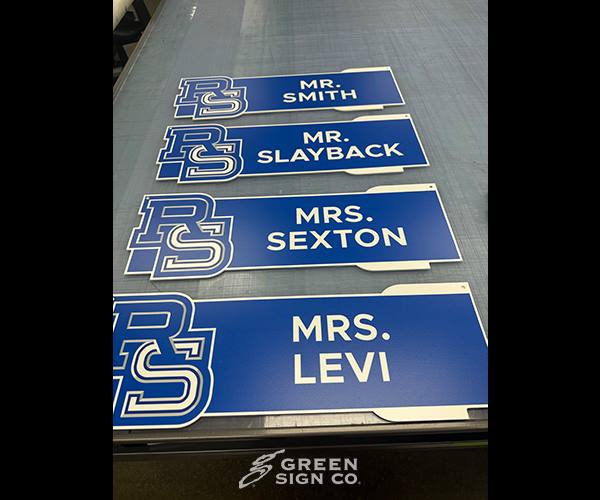 RS
MR.
SMITH
RS
MR.
SLAYBACK
RS
MRS.
SEXTON
RS
MRS.
LEVI
GREEN
SIGN CO.